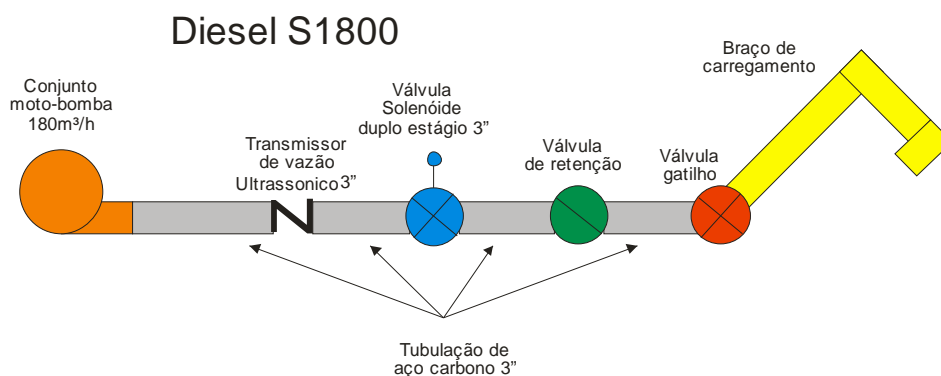 Diesel S1800
Conjunto
moto-bomba
180m³/h
Transmissor
de vazão
Ultrassonico 3”
Válvula
Solenóide
duplo estágio 3”
Válvula
de retenção
Válvula
gatilho
Braço de
carregamento
Tubulação de
aço carbono 3”